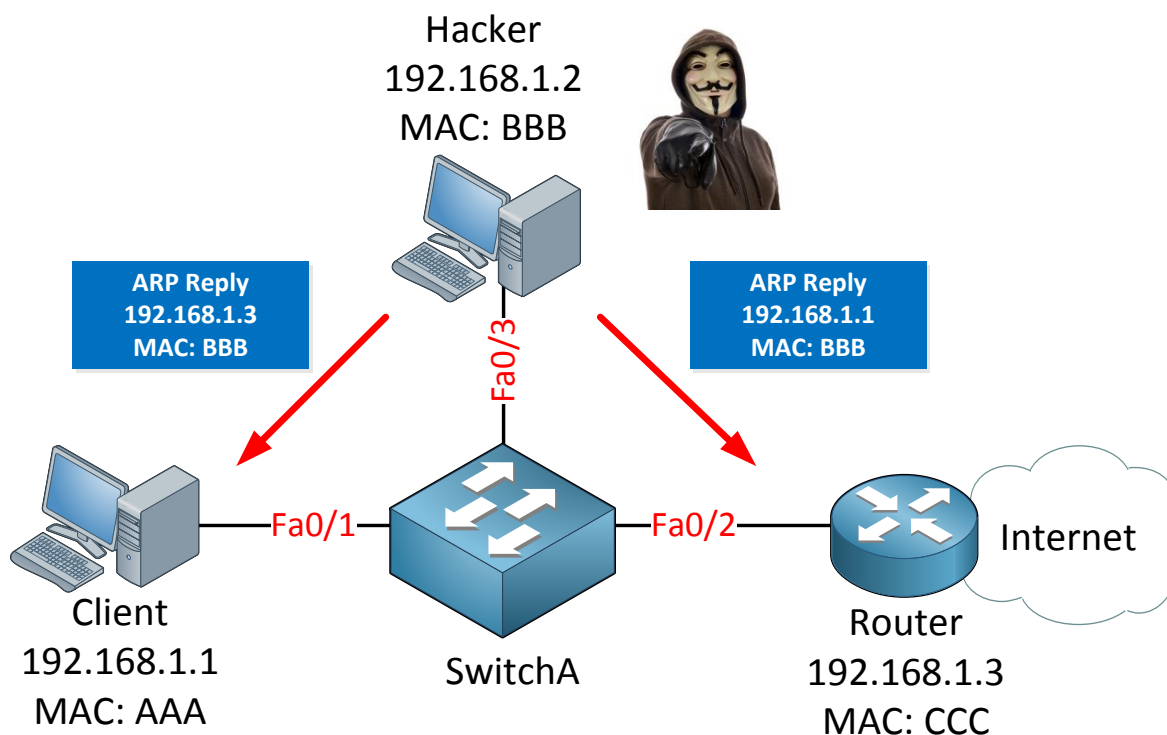 Hacker
192.168.1.2
MAC: BBB
ARP Reply
192.168.1.3
MAC: BBB
ARP Reply
192.168.1.1
MAC: BBB
Fa0/3
Fa0/1
Fa0/2
Internet
Client
192.168.1.1
MAC: AAA
SwitchA
Router
192.168.1.3
MAC: CCC